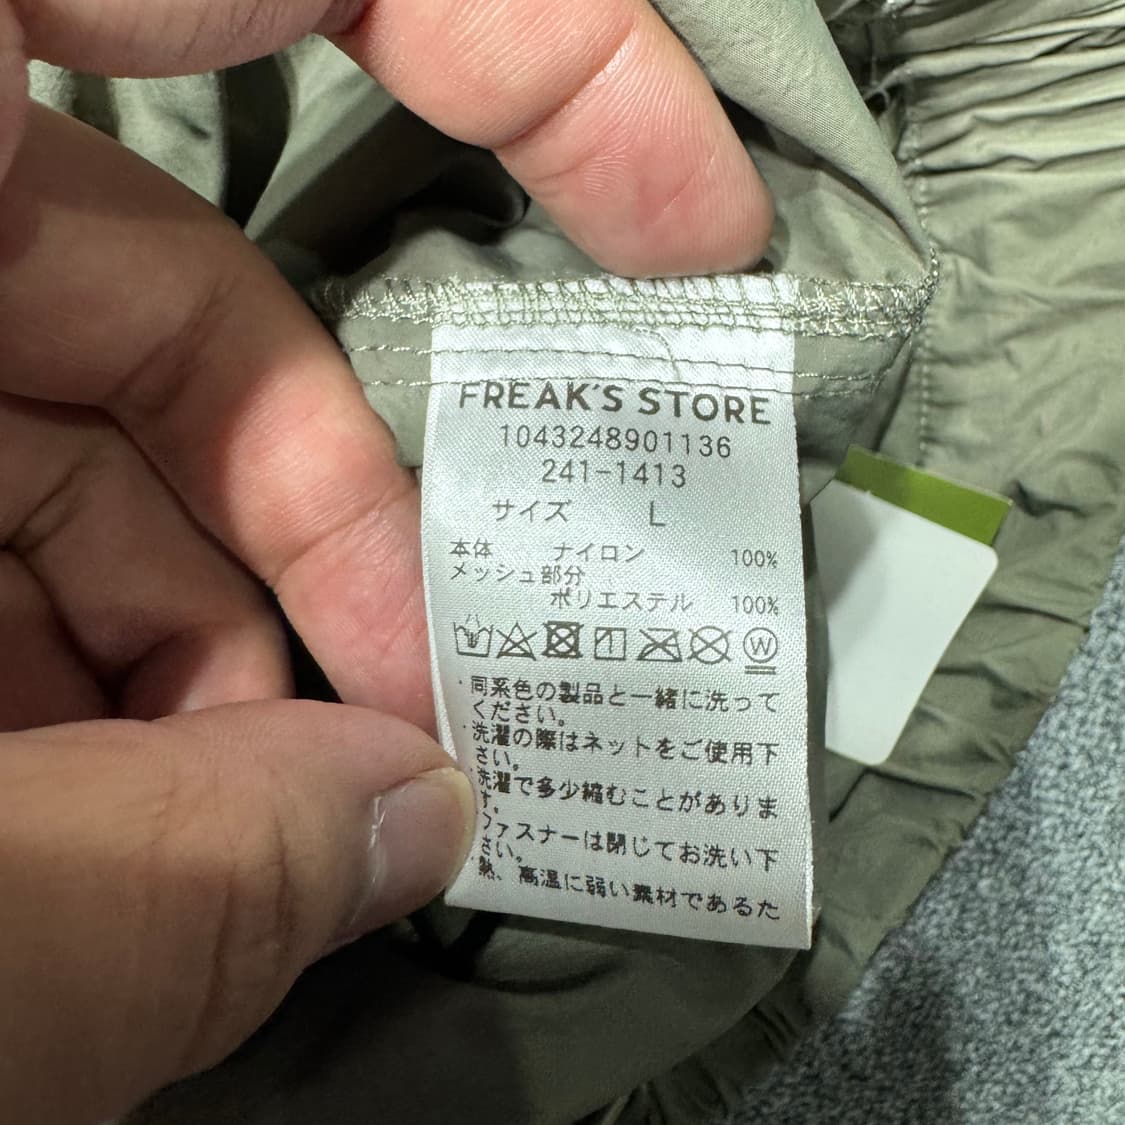 FREAK'S STORE
1043248901136
241-1413
サイズ L
本体 ナイロン 100%
メッシュ部分
ポリエステル 100%
W
・同系色の製品と一緒に洗って
ください。
・洗濯の際はネットをご使用下
さい。
・洗濯で多少縮むことがありま
す。
ファスナーは閉じてお洗い下
さい。
・熱、高温に弱い素材であるた